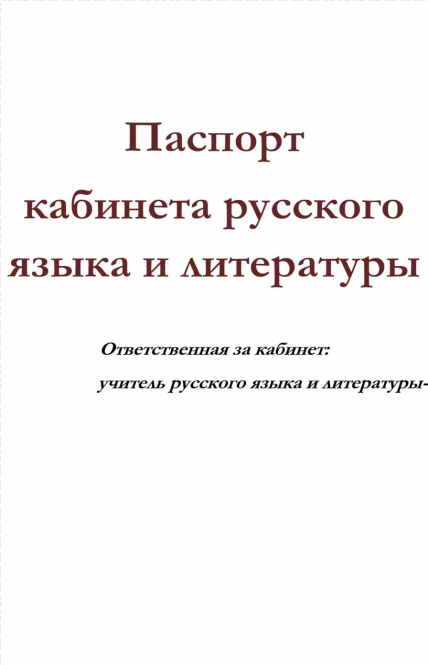 Паспорт
кабинета русского
языка и литературы
Ответственная за кабинет:
учитель русского языка и литературы-